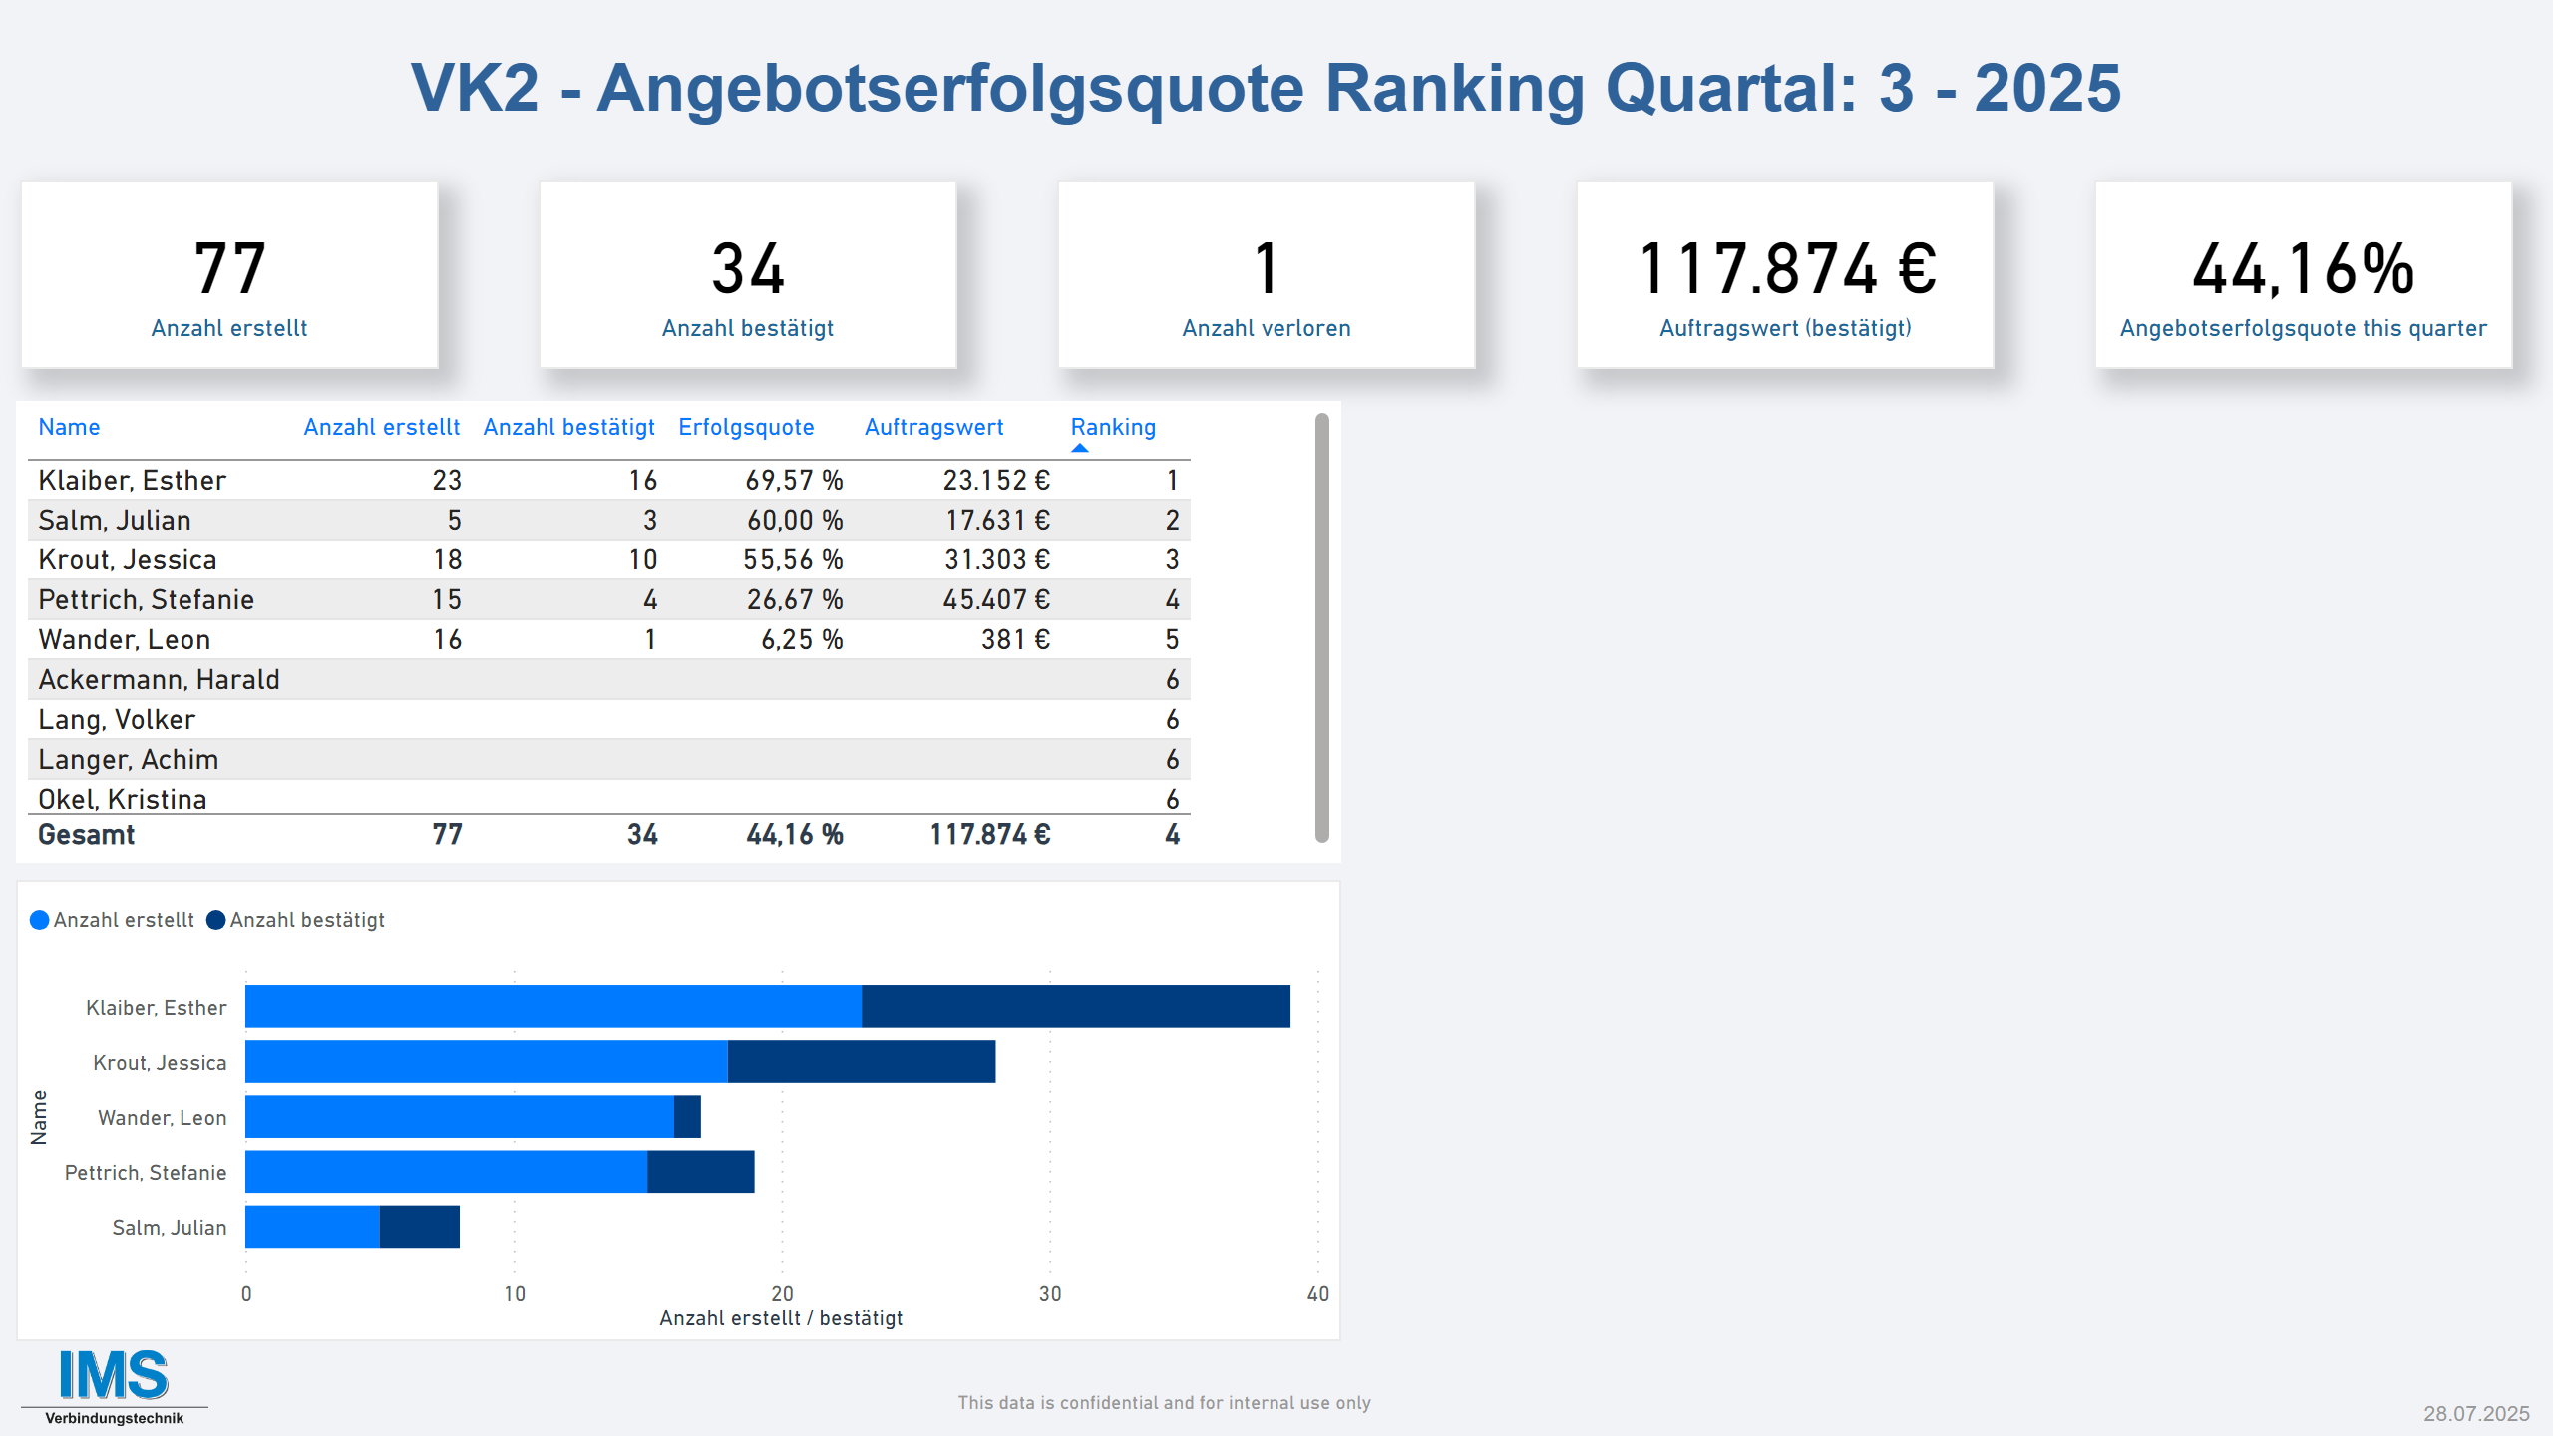 VK2 - Angebotserfolgsquote Ranking Quartal: 3 - 2025
77
Anzahl erstellt
34
Anzahl bestätigt
1
Anzahl verloren
117.874 €
Auftragswert (bestätigt)
44,16%
Angebotserfolgsquote this quarter
Name Anzahl erstellt Anzahl bestätigt Erfolgsquote Auftragswert Ranking
Klaiber, Esther 23 16 69,57 % 23.152 € 1
Salm, Julian 5 3 60,00 % 17.631 € 2
Krout, Jessica 18 10 55,56 % 31.303 € 3
Pettrich, Stefanie 15 4 26,67 % 45.407 € 4
Wander, Leon 16 1 6,25 % 381 € 5
Ackermann, Harald 6
Lang, Volker 6
Langer, Achim 6
Okel, Kristina 6
Gesamt 77 34 44,16 % 117.874 € 4
Anzahl erstellt Anzahl bestätigt
Name
Klaiber, Esther
Krout, Jessica
Wander, Leon
Pettrich, Stefanie
Salm, Julian
0 10 20 30 40
Anzahl erstellt / bestätigt
IMS
Verbindungstechnik
This data is confidential and for internal use only
28.07.2025